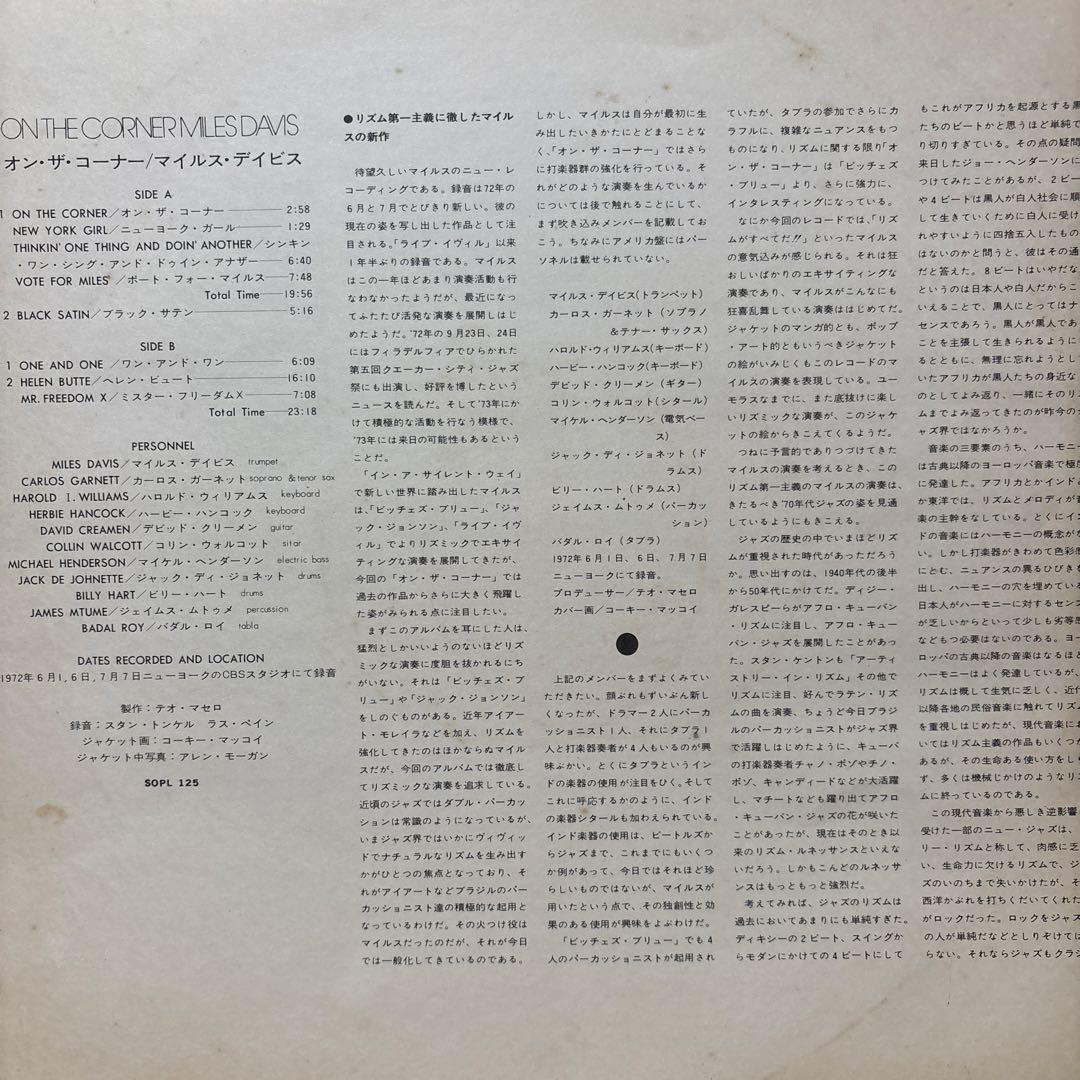 ON THE CORNER MILES DAVIS
オン・ザ・コーナー/マイルス・デイビス
SIDE A
1 ON THE CORNER/オン・ザ・コーナー 2:58
NEW YORK GIRL/ニューヨーク・ガール 1:29
THINKIN' ONE THING AND DOIN' ANOTHER/シンキン
・ワン・シング・アンド・ドゥイン・アナザー 6:40
VOTE FOR MILES/ボート・フォー・マイルス 7:48
Total Time 19:56
2 BLACK SATIN/ブラック・サテン 5:16
SIDE B
1 ONE AND ONE/ワン・アンド・ワン 6:09
2 HELEN BUTTE/ヘレン・ビュート 16:10
MR. FREEDOM X/ミスター・フリーダムX 7:08
Total Time 23:18
PERSONNEL
MILES DAVIS/マイルス・デイビス trumpet
CARLOS GARNETT/カーロス・ガーネット soprano & tenor sax
HAROLD I. WILLIAMS/ハロルド・ウィリアムス keyboard
HERBIE HANCOCK/ハービー・ハンコック keyboard
DAVID CREAMEN/デビッド・クリーメン guitar
COLLIN WALCOTT/コリン・ウォルコット sitar
MICHAEL HENDERSON/マイケル・ヘンダーソン electric bass
JACK DE JOHNETTE/ジャック・ディ・ジョネット drums
BILLY HART/ビリー・ハート drums
JAMES MTUME/ジェイムス・ムトゥメ percussion
BADAL ROY/バダル・ロイ tabla
DATES RECORDED AND LOCATION
1972年6月1,6日,7月7日ニューヨークのCBSスタジオにて録音
製作:テオ・マセロ
録音:スタン・トンケル ラス・ペイン
ジャケット画:コーキー・マッコイ
ジャケット中写真:アレン・モーガン
SOPL 125
●リズム第一主義に徹したマイル
スの新作
待望久しいマイルスのニュー・レ
コーディングである。録音は72年の
6月と7月でとびきり新しい。彼の
現在の姿を写し出した作品として注
目される。「ライブ・イヴィル」以来
1年半ぶりの録音である。マイルス
はこの一年ほどあまり演奏活動も行
なわなかったようだが、最近になっ
てふたたび活発な演奏を展開しはじ
めたようだ。'72年の9月23日、24日
にはフィラデルフィアでひらかれた
第五回クエーカー・シティ・ジャズ
祭にも出演し、好評を博したという
ニュースを読んだ。そして'73年にか
けて積極的な活動を行なう模様で、
'73年には来日の可能性もあるという
ことだ。
「イン・ア・サイレント・ウェイ」
で新しい世界に踏み出したマイルス
は、「ビッチェズ・ブリュー」、「ジャ
ック・ジョンソン」、「ライブ・イヴ
ィル」でよりリズミックでエキサイ
ティングな演奏を展開してきたが、
今回の「オン・ザ・コーナー」では
過去の作品からさらに大きく飛躍し
た姿がみられる点に注目したい。
まずこのアルバムを耳にした人は、
猛烈としかいいようのないほどリズ
ミックな演奏に度胆を抜かれるにち
がいない。それは「ビッチェズ・ブ
リュー」や「ジャック・ジョンソン」
をしのぐものがある。近年アイアー
ト・モレイラなどを加え、リズムを
強化してきたのはほかならぬマイル
スだが、今回のアルバムでは徹底し
てリズミックな演奏を追求している。
近頃のジャズではダブル・パーカッ
ションは常識のようになっているが、
いまジャズ界ではいかにヴィヴィッ
ドでナチュラルなリズムを生み出す
かがひとつの焦点となっており、そ
れがアイアートなどブラジルのパー
カッショニスト達の積極的な起用と
なっているわけだ。その火つけ役は
マイルスだったのだが、それが今日
では一般化してきているのである。
しかし、マイルスは自分が最初に生
み出したいきかたにとどまることな
く、「オン・ザ・コーナー」ではさら
に打楽器群の強化を行っている。そ
れがどのような演奏を生んでいるか
については後で触れることにして、
まず吹込みメンバーを記載してお
こう。ちなみにアメリカ盤にはパー
ソネルは載せられていない。
マイルス・デイビス(トランペット)
カーロス・ガーネット(ソプラノ
&テナー・サックス)
ハロルド・ウィリアムス(キーボード)
ハービー・ハンコック(キーボード)
デビッド・クリーメン(ギター)
コリン・ウォルコット(シタール)
マイケル・ヘンダーソン(電気ベー
ス)
ジャック・ディ・ジョネット(ド
ラムス)
ビリー・ハート(ドラムス)
ジェイムス・ムトゥメ(パーカッ
ション)
バダル・ロイ(タブラ)
1972年6月1日、6日、7月7日
ニューヨークにて録音。
プロデューサー/テオ・マセロ
カバー画/コーキー・マッコイ
●
上記のメンバーをまずよくみてい
ただきたい。顔ぶれもずいぶん新し
くなったが、ドラマー2人にパーカ
ッショニスト1人、それにタブラ1
人と打楽器奏者が4人もいるのが興
味ぶかい。とくにタブラというイン
ドの楽器の使用が注目をひく。そして
これに呼応するかのように、インド
の楽器シタールも加わえられている。
インド楽器の使用は、ビートルズか
らジャズまで、これまでにもいくつ
か例があって、今日ではそれほど珍
らしいものではないが、マイルスが
用いたという点で、その独創性と効
果のある使用が興味をよぶわけだ。
「ビッチェズ・ブリュー」でも4
人のパーカッショニストが起用され
ていたが、タブラの参加でさらにカ
ラフルに、複雑なニュアンスをもつ
ものになり、リズムに関する限り「オ
ン・ザ・コーナー」は「ビッチェズ
・ブリュー」より、さらに強力に、
インタレスティングになっている。
なにか今回のレコードでは、「リズ
ムがすべてだ!!」といったマイルス
の意気込みが感じられる。それは狂
おしいばかりのエキサイティングな
演奏であり、マイルスがこんなにも
狂喜乱舞している演奏ははじめてだ。
ジャケットのマンガ的とも、ポップ
・アート的ともいうべきジャケット
の絵がいみじくもこのレコードのマ
イルスの演奏を表現している。ユー
モラスなまでに、また底抜けに楽し
いリズミックな演奏が、このジャケ
ットの絵からきこえてくるようだ。
つねに予言的でありつづけてきた
マイルスの演奏を考えるとき、この
リズム第一主義のマイルスの演奏は、
きたるべき'70年代ジャズの姿を見通
しているようにもきこえる。
ジャズの歴史の中でいまほどリズ
ムが重視された時代があっただろう
か。思い出すのは、1940年代の後半
から50年代にかけてだ。ディジー・
ガレスピーらがアフロ・キューバン
・リズムに注目し、アフロ・キュー
バン・ジャズを展開したことがあっ
た。スタン・ケントンも「アーティ
ストリー・イン・リズム」その他で
リズムに注目、好んでラテン・リズ
ムの曲を演奏、ちょうど今日ブラジ
ルのパーカッショニストがジャズ界
で活躍しはじめたように、キューバ
の打楽器奏者チャノ・ポゾやチノ・
ポゾ、キャンディードなどが大活躍
し、マチートなども躍り出てアフロ
・キューバン・ジャズの花が咲いた
ことがあったが、現在はそのとき以
来のリズム・ルネッサンスといえな
いだろう。しかもこんどのルネッサ
ンスはもっともっと強烈だ。
考えてみれば、ジャズのリズムは
過去においてあまりにも単純すぎた。
ディキシーの2ビート、スイングか
らモダンにかけての4ビートにして
もこれがアフリカを起源とする黒
たちのビートかと思うほど単純で
り切りすぎている。その点の疑問
来日したジョー・ヘンダーソンに
つけてみたことがあるが、2ビー
や4ビートは黒人が白人社会に順
して生きていくために白人に受け
れやすいように四捨五入したもの
はないのかと問うと、彼はその通
だと答えた。8ビートはいやだな
というのは日本人や白人だからこ
いえることで、黒人にとってはナ
センスであろう。黒人が黒人であ
ことを主張して生きられるように
るとともに、無理に忘れようとし
いたアフリカが黒人たちの身近な
のとしてよみ返り、一緒にそのリ
ムまでよみ返ってきたのが昨今の
ャズ界ではなかろうか。
音楽の三要素のうち、ハーモニー
は古典以降のヨーロッパ音楽で極度
に発達した。アフリカとかインド
か東洋では、リズムとメロディが
楽の主幹をなしている。とくにイン
ドの音楽にはハーモニーの概念がな
い。しかし打楽器がきわめて色彩感
にとむ、ニュアンスの異るひびきを
出し、ハーモニーの穴を埋めている
日本人がハーモニーに対するセンス
が乏しいからといって少しも劣等感
などもつ必要はないのである。ヨー
ロッパの古典以降の音楽はなるほど
ハーモニーはよく発達しているが、
リズムは概して生気に乏しく、近代
以降各地の民俗音楽に触れてリズム
を重視しはじめたが、現代音楽にお
いてはリズム主義の作品もいくつか
あるが、その生命ある使い方をし
ず、多くは機械じかけのようなリズ
ムに終っているのである。
この現代音楽から悪しき逆影響
受けた一部のニュー・ジャズは、
リー・リズムと称して、肉感に乏
い、生命力に欠けるリズムで、ジ
ズのいのちまで失いかけたが、そ
西洋かぶれを打ちくだいてくれた
がロックだった。ロックをジャズ
の人が単純だなどとしりぞけては
らない。それならジャズもクラシ